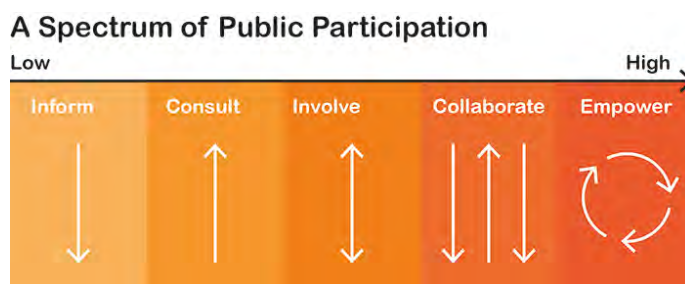 A Spectrum of Public Participation
Low High
Inform Consult Involve Collaborate Empower